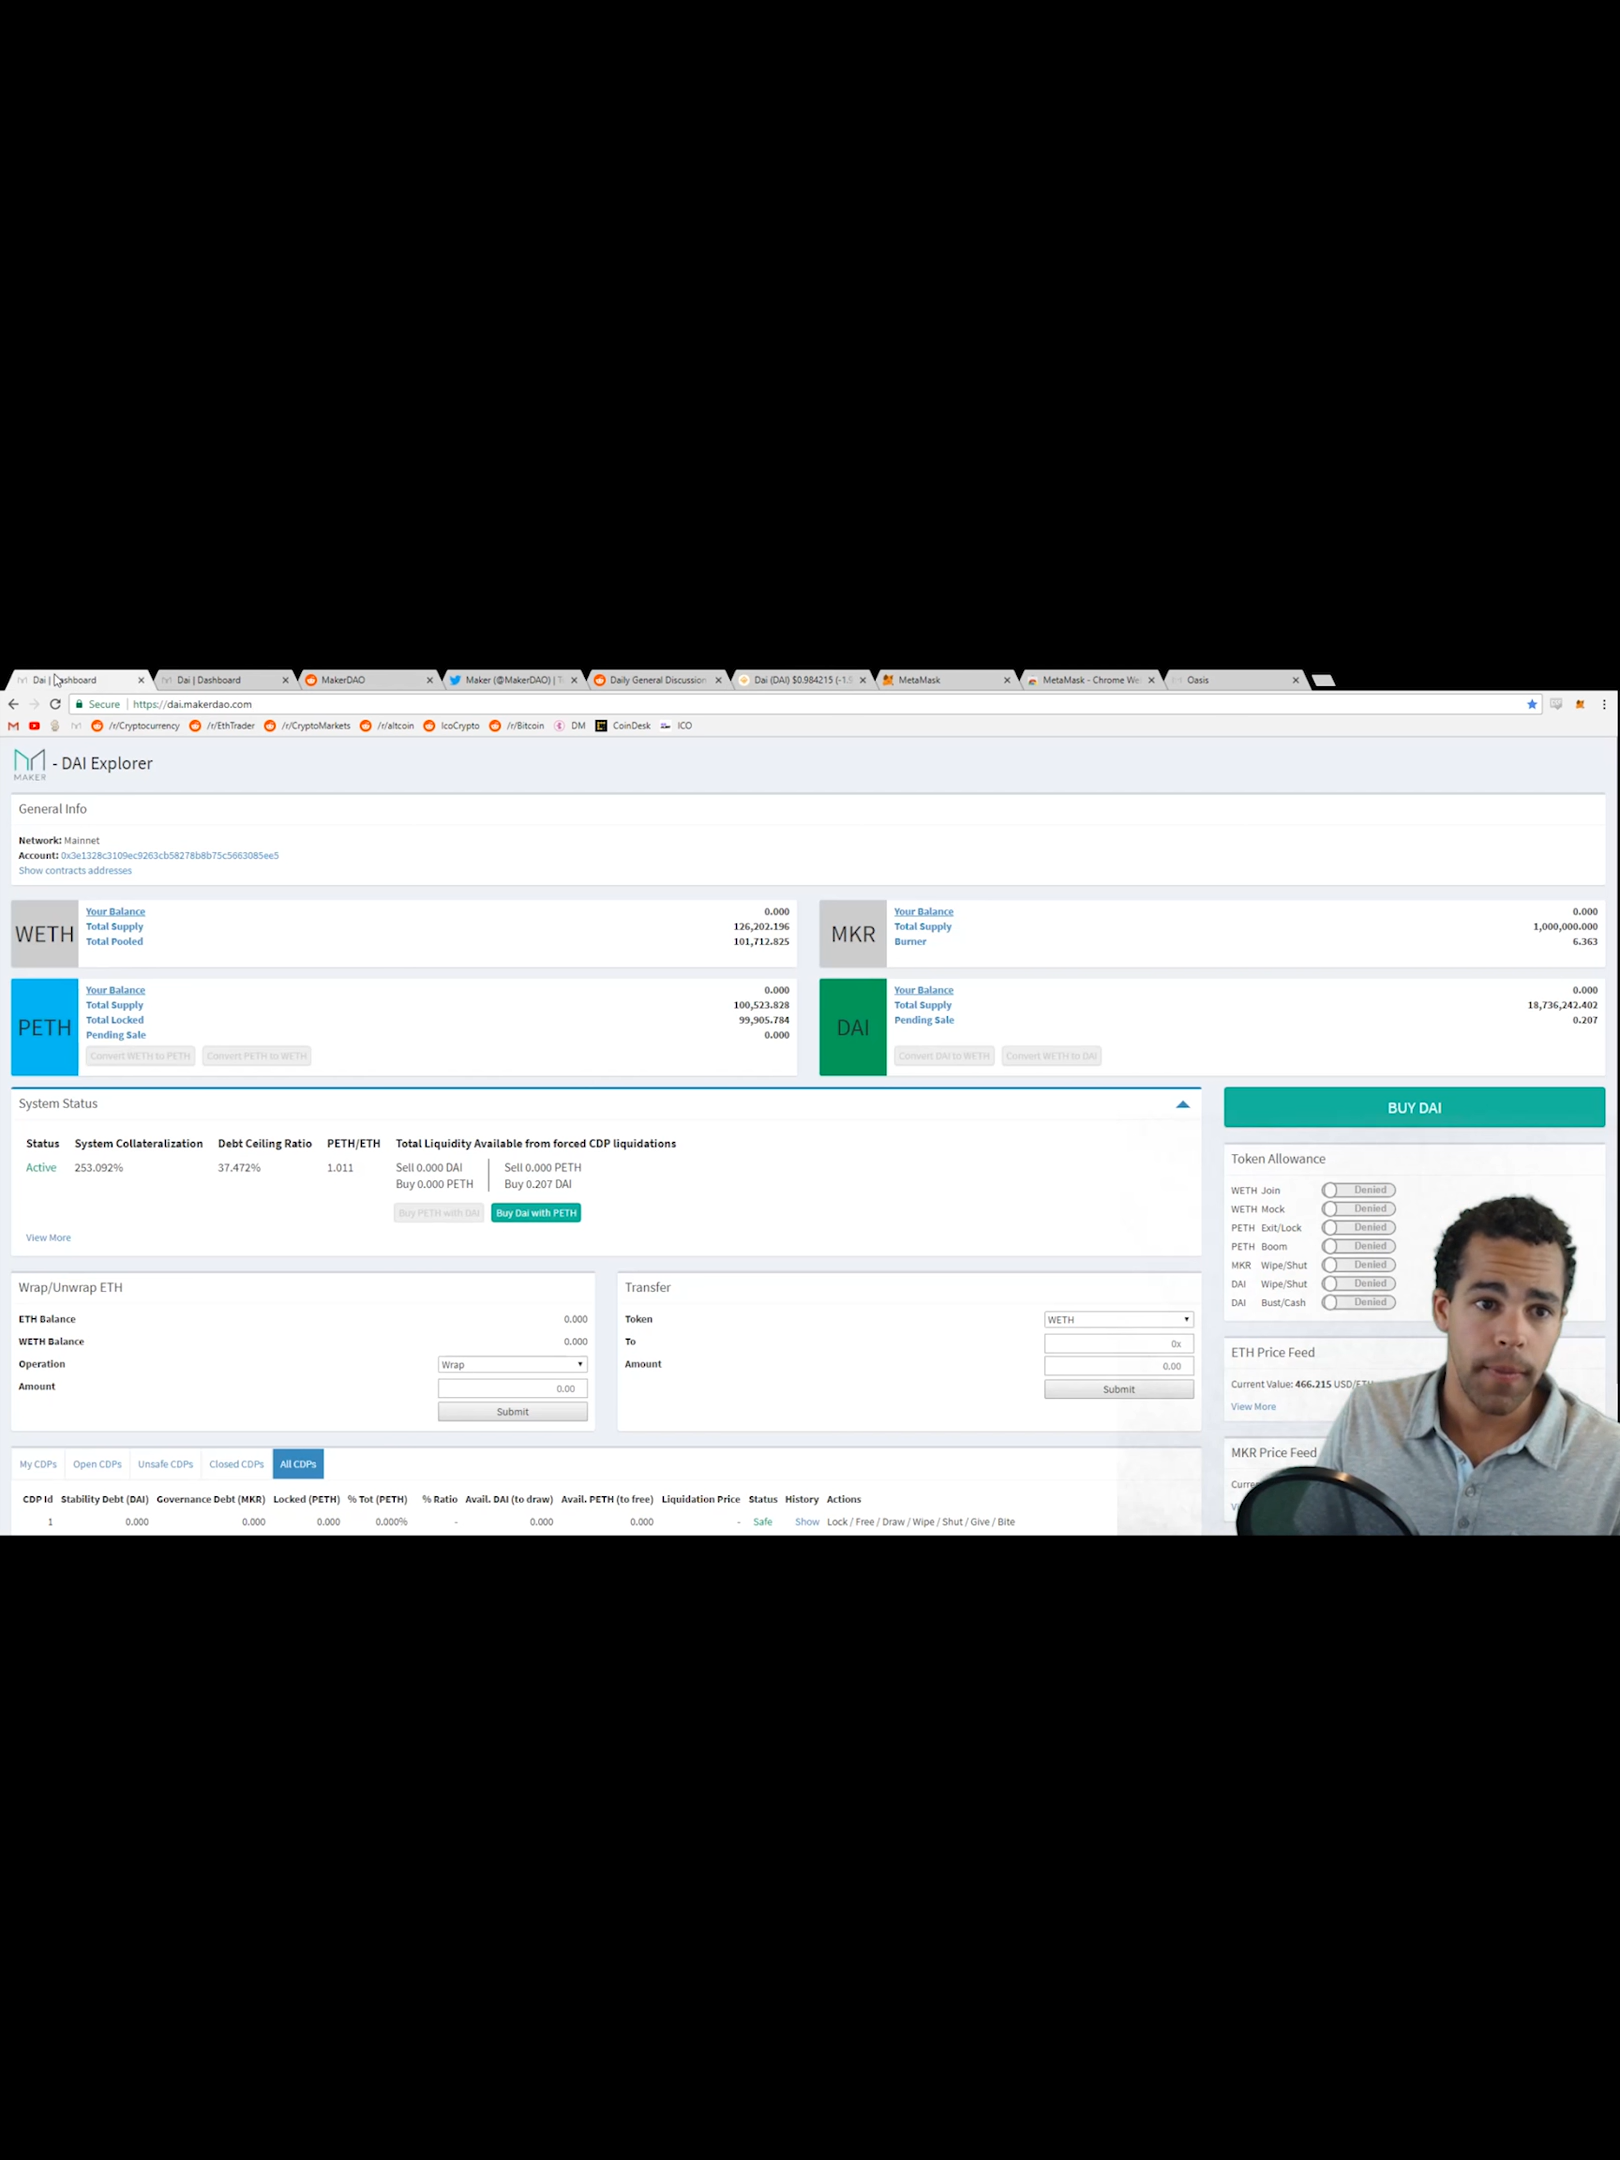 Dai | Dashboard
Dai | Dashboard
MakerDAO
Maker (@MakerDAO) |
Daily General Discussion
Dai (DAI) $0.984215 (-1.
MetaMask
MetaMask - Chrome We
Oasis
Secure | https://dai.makerdao.com
/r/Cryptocurrency /r/EthTrader /r/CryptoMarkets /r/altcoin IcoCrypto /r/Bitcoin DM CoinDesk ICO
MAKER - DAI Explorer
General Info
Network: Mainnet
Account: 0x3e1328c3109ec9263cb58278b8b75c5663085ee5
Show contracts addresses
WETH
Your Balance 0.000
Total Supply 126,202.196
Total Pooled 101,712.825
MKR
Your Balance 0.000
Total Supply 1,000,000.000
Burner 6.363
PETH
Your Balance 0.000
Total Supply 100,523.828
Total Locked 99,905.784
Pending Sale 0.000
Convert WETH to PETH Convert PETH to WETH
DAI
Your Balance 0.000
Total Supply 18,736,242.402
Pending Sale 0.207
Convert DAI to WETH Convert WETH to DAI
System Status
Status System Collateralization Debt Ceiling Ratio PETH/ETH Total Liquidity Available from forced CDP liquidations
Active 253.092% 37.472% 1.011 Sell 0.000 DAI Sell 0.000 PETH
Buy 0.000 PETH Buy 0.207 DAI
Buy PETH with DAI Buy Dai with PETH
View More
BUY DAI
Token Allowance
WETH Join Denied
WETH Mock Denied
PETH Exit/Lock Denied
PETH Boom Denied
MKR Wipe/Shut Denied
DAI Wipe/Shut Denied
DAI Bust/Cash Denied
Wrap/Unwrap ETH
ETH Balance 0.000
WETH Balance 0.000
Operation Wrap
Amount 0.00
Submit
Transfer
Token WETH
To 0x
Amount 0.00
Submit
ETH Price Feed
Current Value: 466.215 USD/
View More
MKR Price Feed
My CDPs Open CDPs Unsafe CDPs Closed CDPs All CDPs
CDP Id Stability Debt (DAI) Governance Debt (MKR) Locked (PETH) % Tot (PETH) % Ratio Avail. DAI (to draw) Avail. PETH (to free) Liquidation Price Status History Actions
1 0.000 0.000 0.000 0.000% - 0.000 0.000 - Safe Show Lock / Free / Draw / Wipe / Shut / Give / Bite